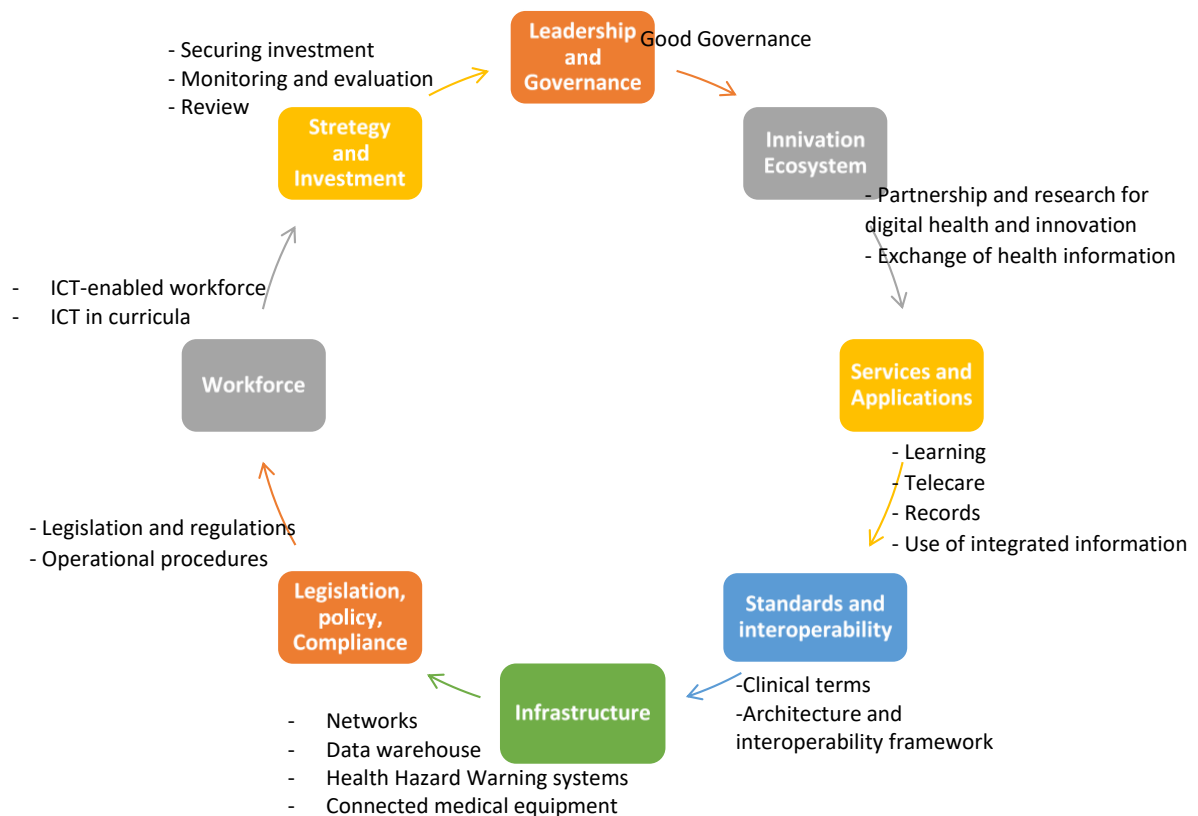 Leadership
and
Governance
Good Governance
Innivation
Ecosystem
- Partnership and research for
digital health and innovation
- Exchange of health information
Services and
Applications
- Learning
- Telecare
- Records
- Use of integrated information
Standards and
interoperability
-Clinical terms
-Architecture and
interoperability framework
Infrastructure
- Networks
- Data warehouse
- Health Hazard Warning systems
- Connected medical equipment
Legislation,
policy,
Compliance
- Legislation and regulations
- Operational procedures
Workforce
- ICT-enabled workforce
- ICT in curricula
Stretegy
and
Investment
- Securing investment
- Monitoring and evaluation
- Review